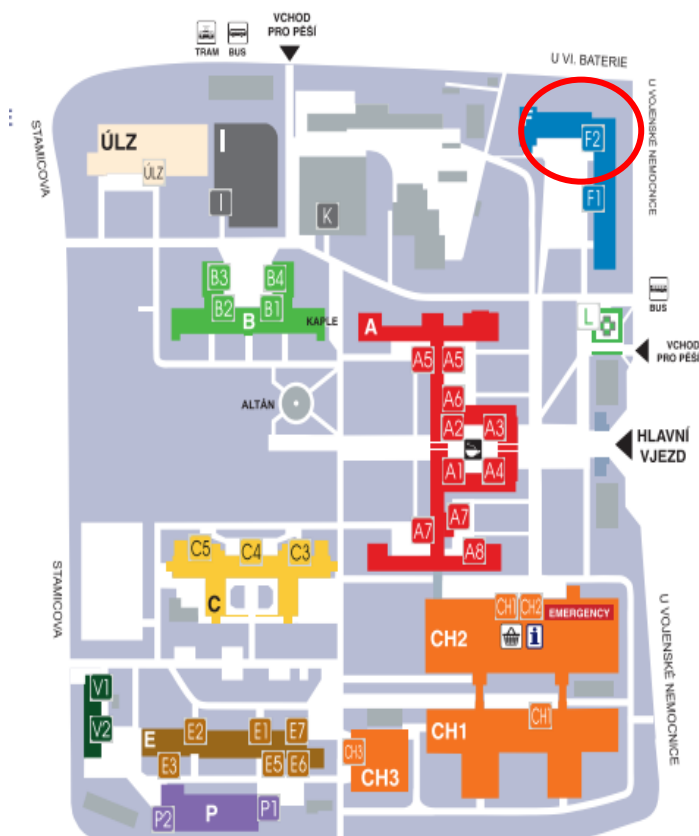 VCHOD
PRO PĚŠÍ
TRAM
BUS
U VI. BATERIE
U VOJENSKÉ NEMOCNICE
STAMICOVA
ÚLZ
ÚLZ
I
I
K
F2
F1
B3
B4
B2
B1
B
KAPLE
A
L
BUS
VCHOD
PRO PĚŠÍ
A5
A5
A6
A2
A3
A1
A4
ALTÁN
HLAVNÍ
VJEZD
A7
A7
A8
C5
C4
C3
C
STAMICOVA
CH1
CH2
EMERGENCY
CH2
i
U VOJENSKÉ NEMOCNICE
V1
V2
E
E2
E1
E7
E3
E5
E6
CH3
CH3
CH1
CH1
P2
P
P1